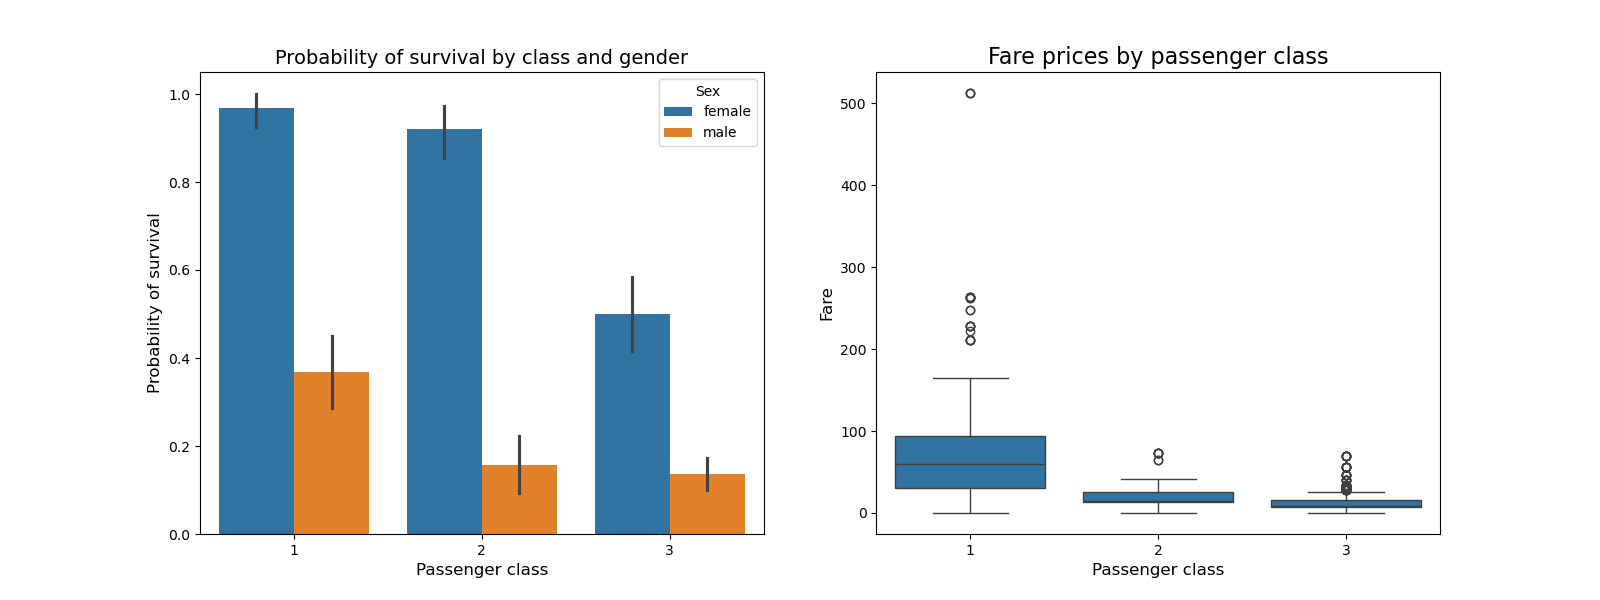 Probability of survival by class and gender
Probability of survival
1.0
0.8
0.6
0.4
0.2
0.0
Sex
female
male
1 2 3
Passenger class
Fare prices by passenger class
Fare
500
400
300
200
100
0
1 2 3
Passenger class